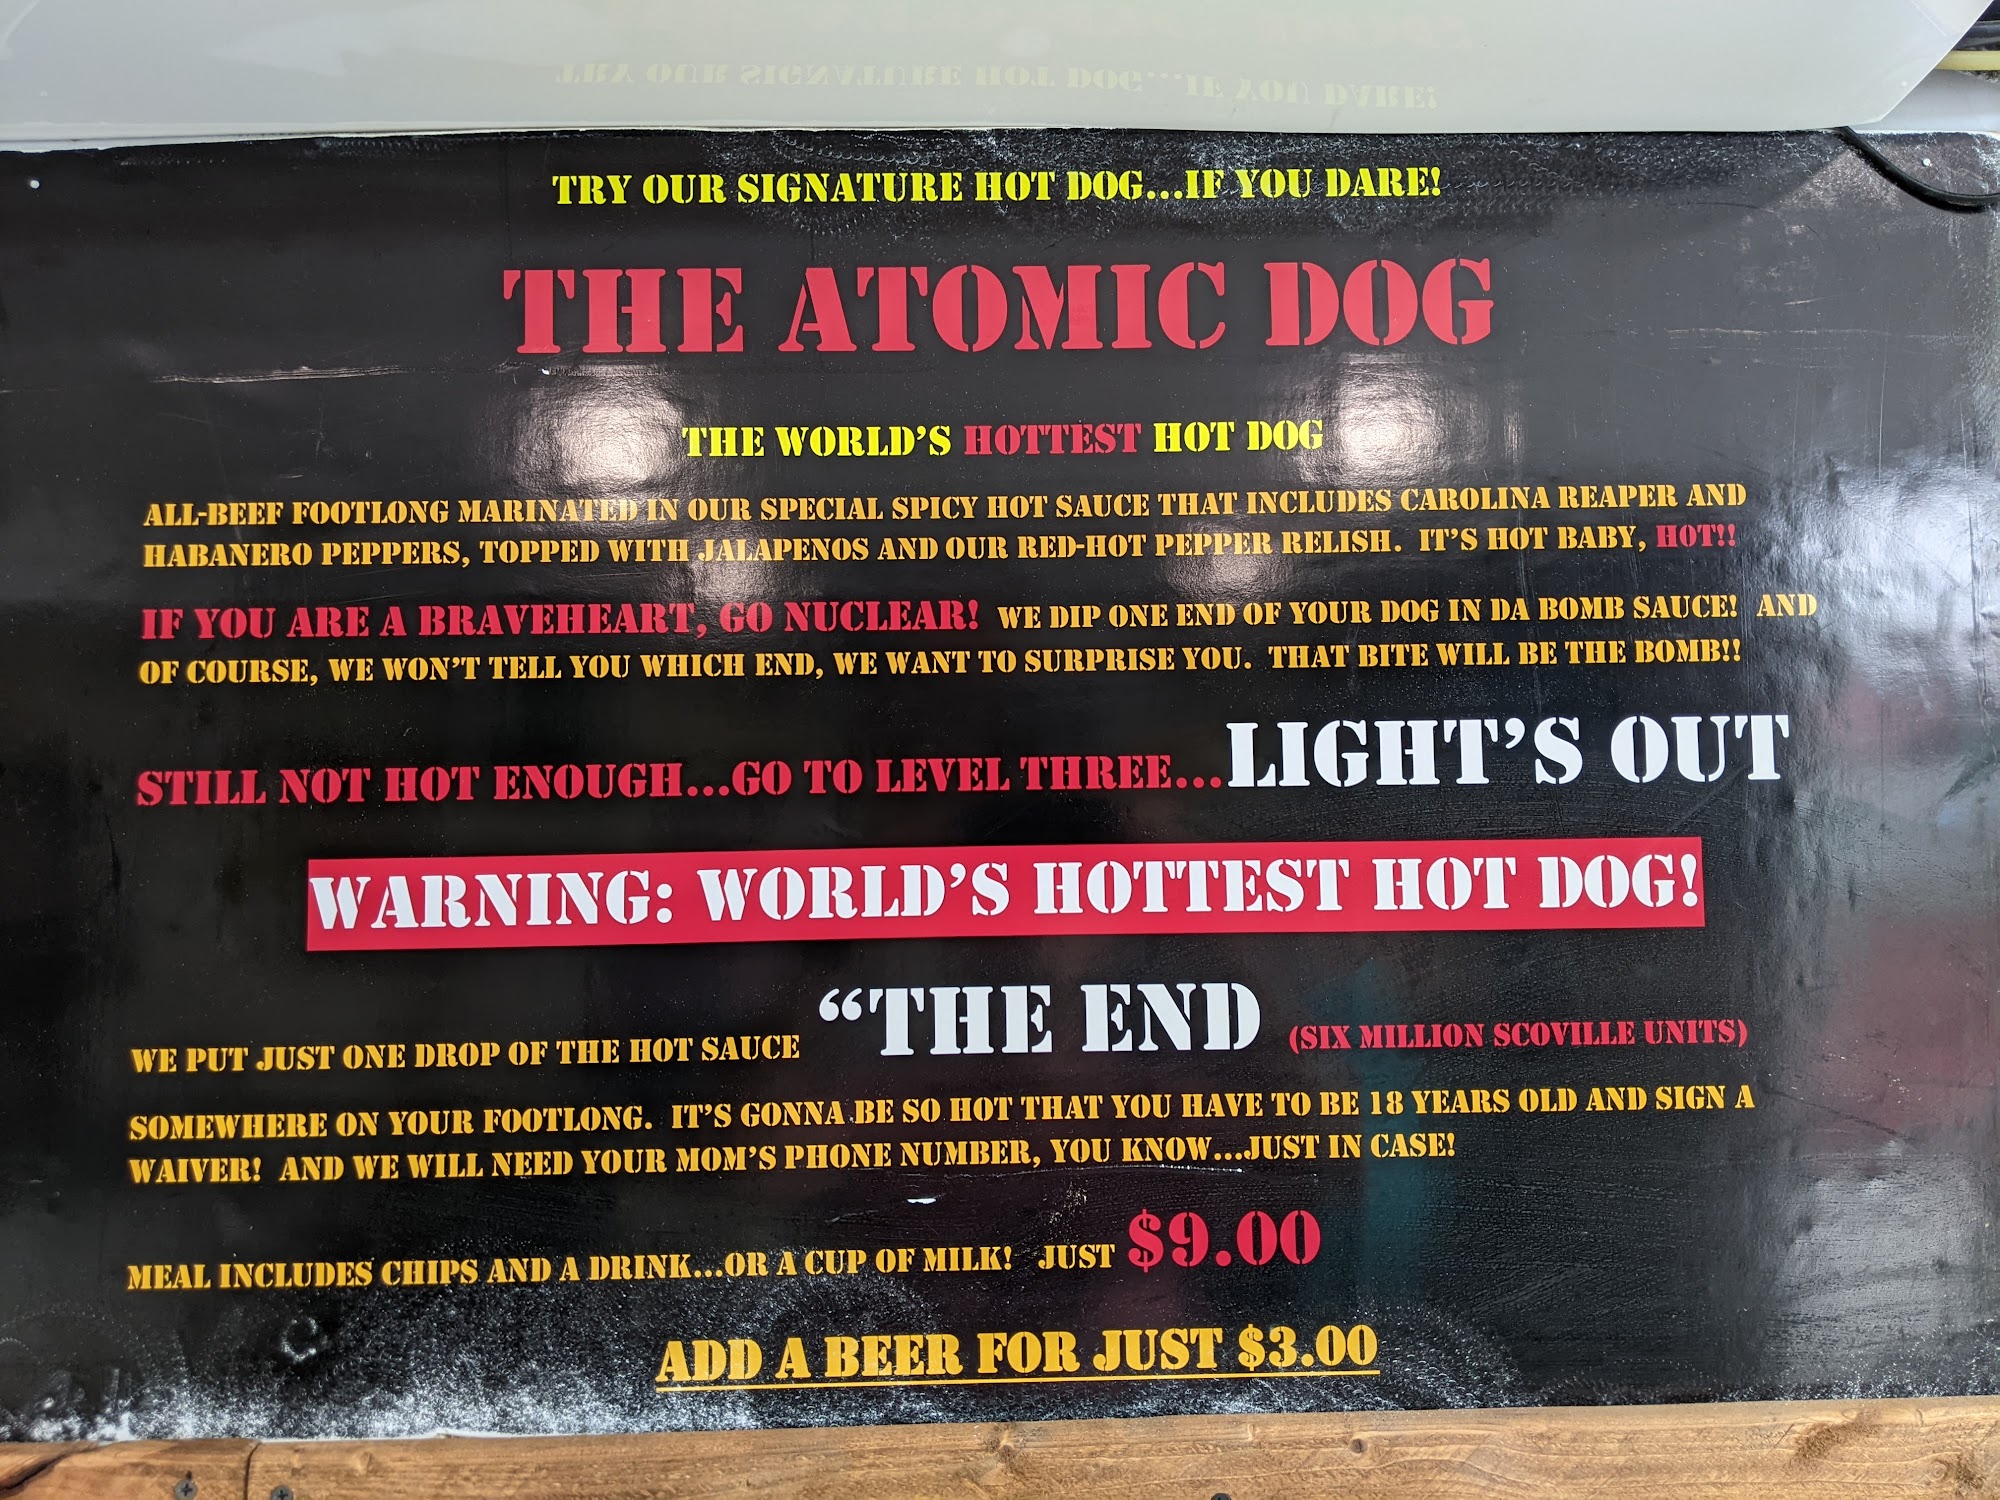 TRY OUR SIGNATURE HOT DOG...IF YOU DARE!
THE ATOMIC DOG
THE WORLD'S HOTTEST HOT DOG
ALL-BEEF FOOTLONG MARINATED IN OUR SPECIAL SPICY HOT SAUCE THAT INCLUDES CAROLINA REAPER AND
HABANERO PEPPERS, TOPPED WITH JALAPENOS AND OUR RED-HOT PEPPER RELISH. IT'S HOT BABY, HOT!!
IF YOU ARE A BRAVEHEART, GO NUCLEAR! WE DIP ONE END OF YOUR DOG IN DA BOMB SAUCE! AND
OF COURSE, WE WON'T TELL YOU WHICH END, WE WANT TO SURPRISE YOU. THAT BITE WILL BE THE BOMB!!
STILL NOT HOT ENOUGH...GO TO LEVEL THREE...LIGHT'S OUT
WARNING: WORLD'S HOTTEST HOT DOG!
WE PUT JUST ONE DROP OF THE HOT SAUCE “THE END (SIX MILLION SCOVILLE UNITS)
SOMEWHERE ON YOUR FOOTLONG. IT'S GONNA BE SO HOT THAT YOU HAVE TO BE 18 YEARS OLD AND SIGN A
WAIVER! AND WE WILL NEED YOUR MOM'S PHONE NUMBER, YOU KNOW...JUST IN CASE!
MEAL INCLUDES CHIPS AND A DRINK...OR A CUP OF MILK! JUST $9.00
ADD A BEER FOR JUST $3.00